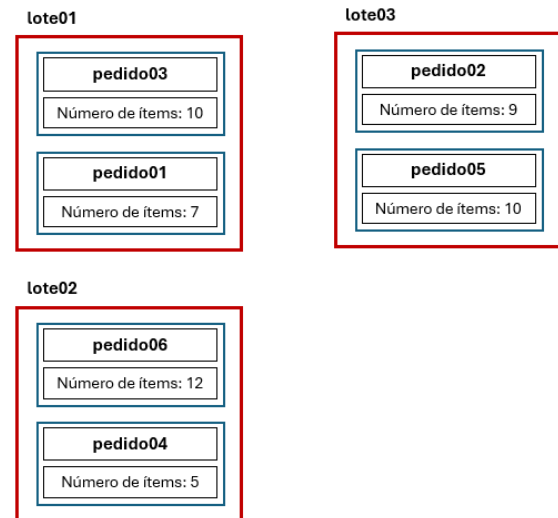 lote01
pedido03
Número de ítems: 10
pedido01
Número de ítems: 7
lote03
pedido02
Número de ítems: 9
pedido05
Número de ítems: 10
lote02
pedido06
Número de ítems: 12
pedido04
Número de ítems: 5